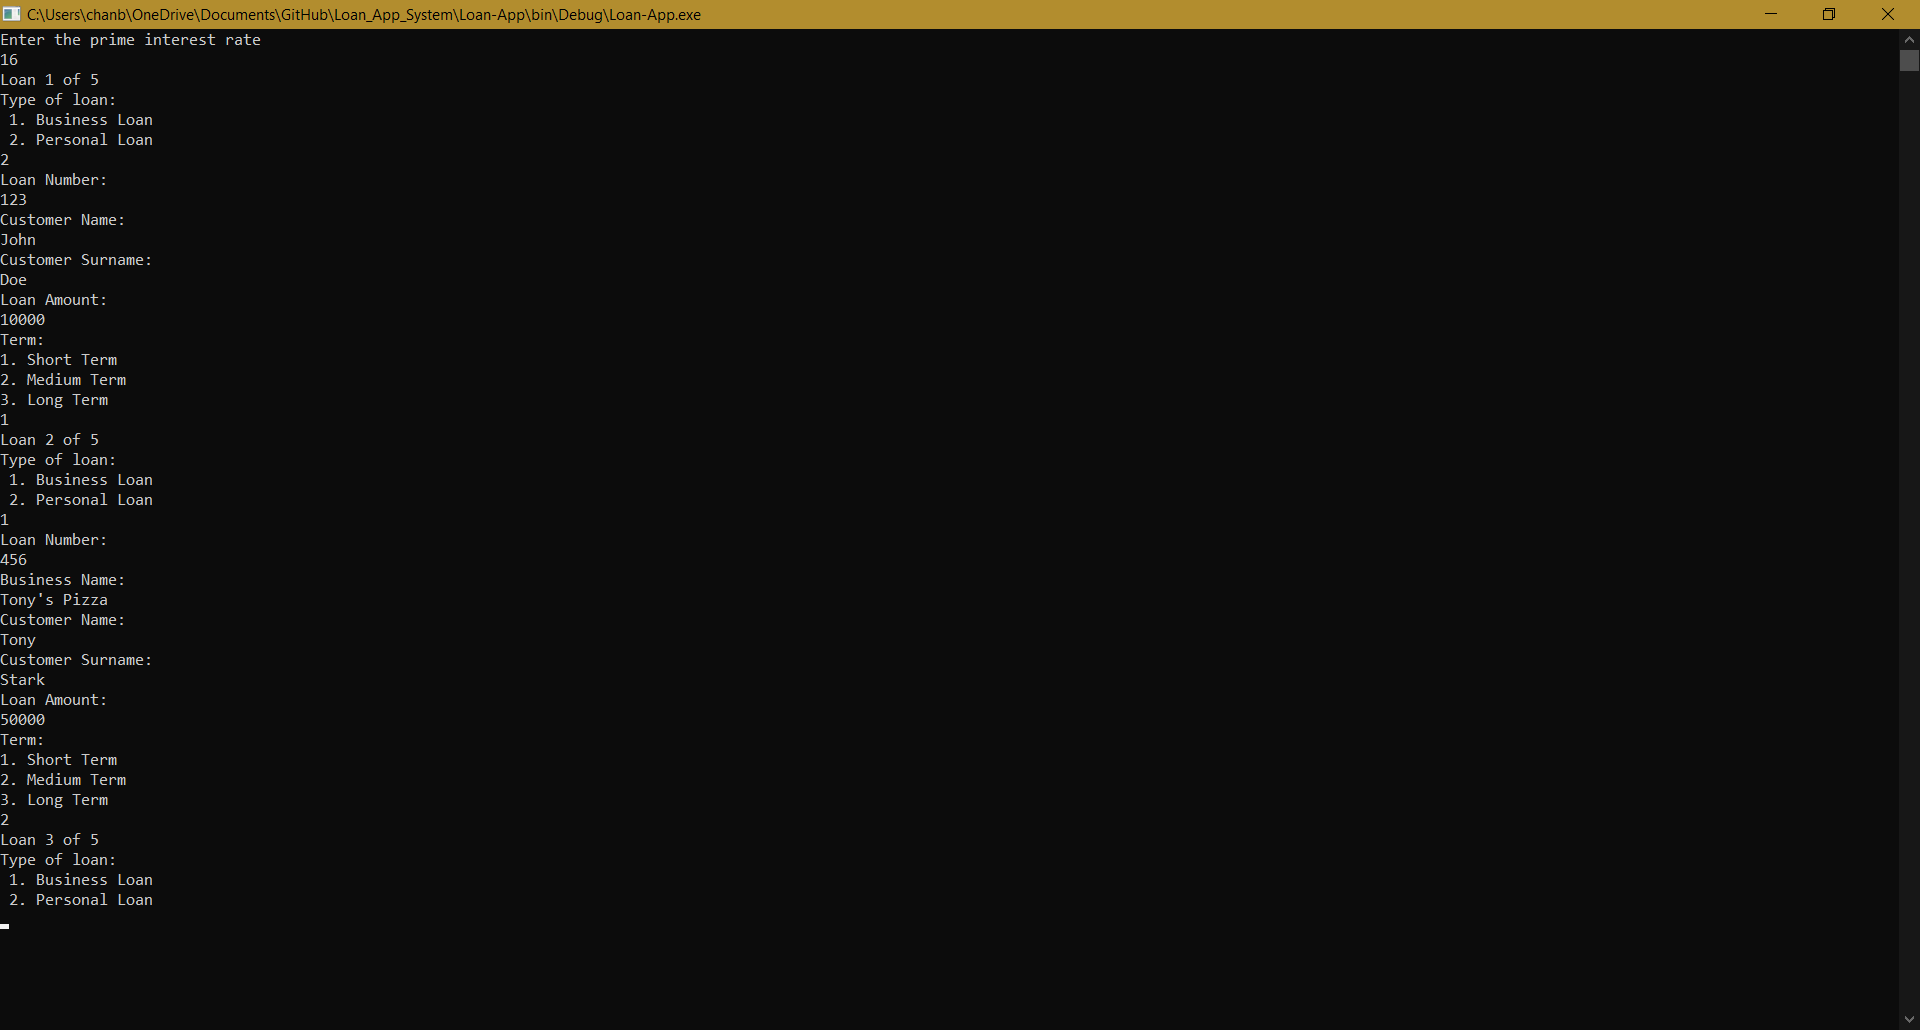 C:\Users\chanb\OneDrive\Documents\GitHub\Loan_App_System\Loan-App\bin\Debug\Loan-App.exe
Enter the prime interest rate
16
Loan 1 of 5
Type of loan:
 1. Business Loan
 2. Personal Loan
2
Loan Number:
123
Customer Name:
John
Customer Surname:
Doe
Loan Amount:
10000
Term:
1. Short Term
2. Medium Term
3. Long Term
1
Loan 2 of 5
Type of loan:
 1. Business Loan
 2. Personal Loan
1
Loan Number:
456
Business Name:
Tony's Pizza
Customer Name:
Tony
Customer Surname:
Stark
Loan Amount:
50000
Term:
1. Short Term
2. Medium Term
3. Long Term
2
Loan 3 of 5
Type of loan:
 1. Business Loan
 2. Personal Loan